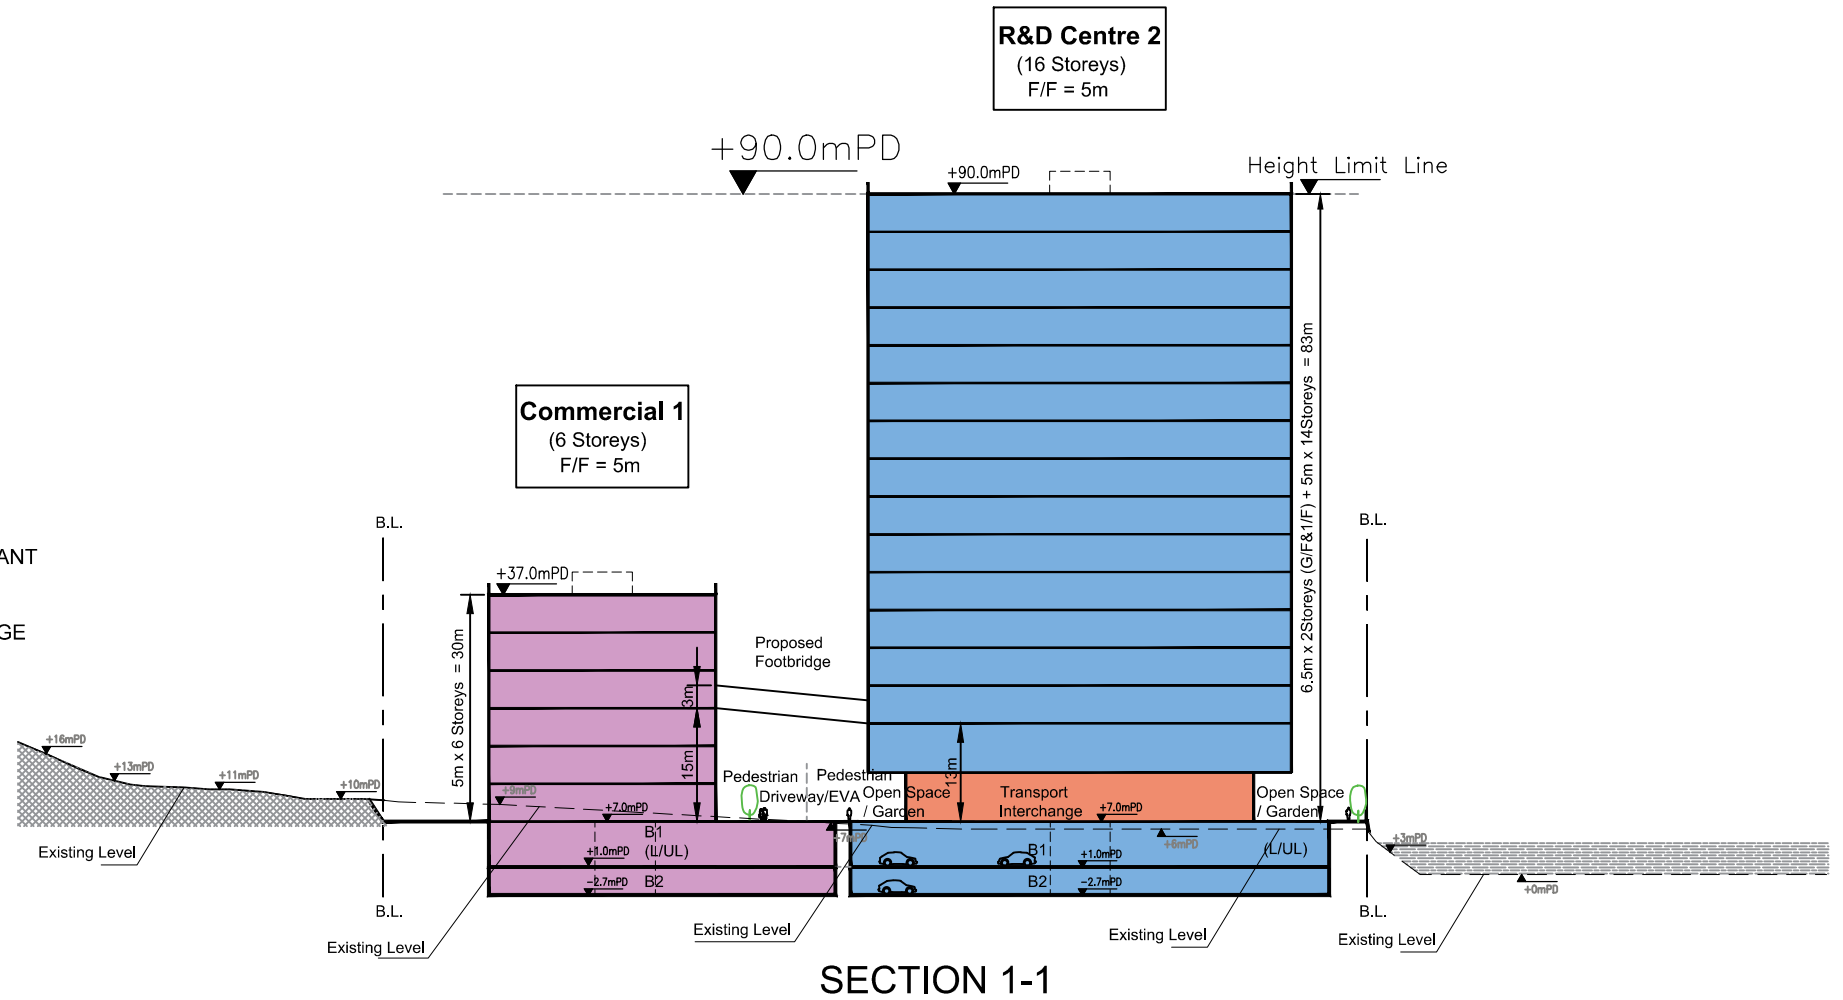 R&D Centre 2
(16 Storeys)
F/F = 5m
+90.0mPD
+90.0mPD
Height Limit Line
Commercial 1
(6 Storeys)
F/F = 5m
B.L.
B.L.
ANT
GE
+37.0mPD
5m x 6 Storeys = 30m
6.5m x 2Storeys (G/F&1/F) + 5m x 14Storeys = 83m
Proposed
Footbridge
3m
15m
13m
+16mPD
+13mPD
+11mPD
+10mPD
+9mPD
Pedestrian
Pedestrian
Driveway/EVA
Open Space
/ Garden
Transport
Interchange
Open Space
/ Garden
+7.0mPD
+7.0mPD
+7mPD
+6mPD
+3mPD
+0mPD
B1
(L/UL)
+1.0mPD
-2.7mPD
B2
B1
+1.0mPD
(L/UL)
B2
-2.7mPD
Existing Level
B.L.
B.L.
Existing Level
Existing Level
Existing Level
Existing Level
SECTION 1-1